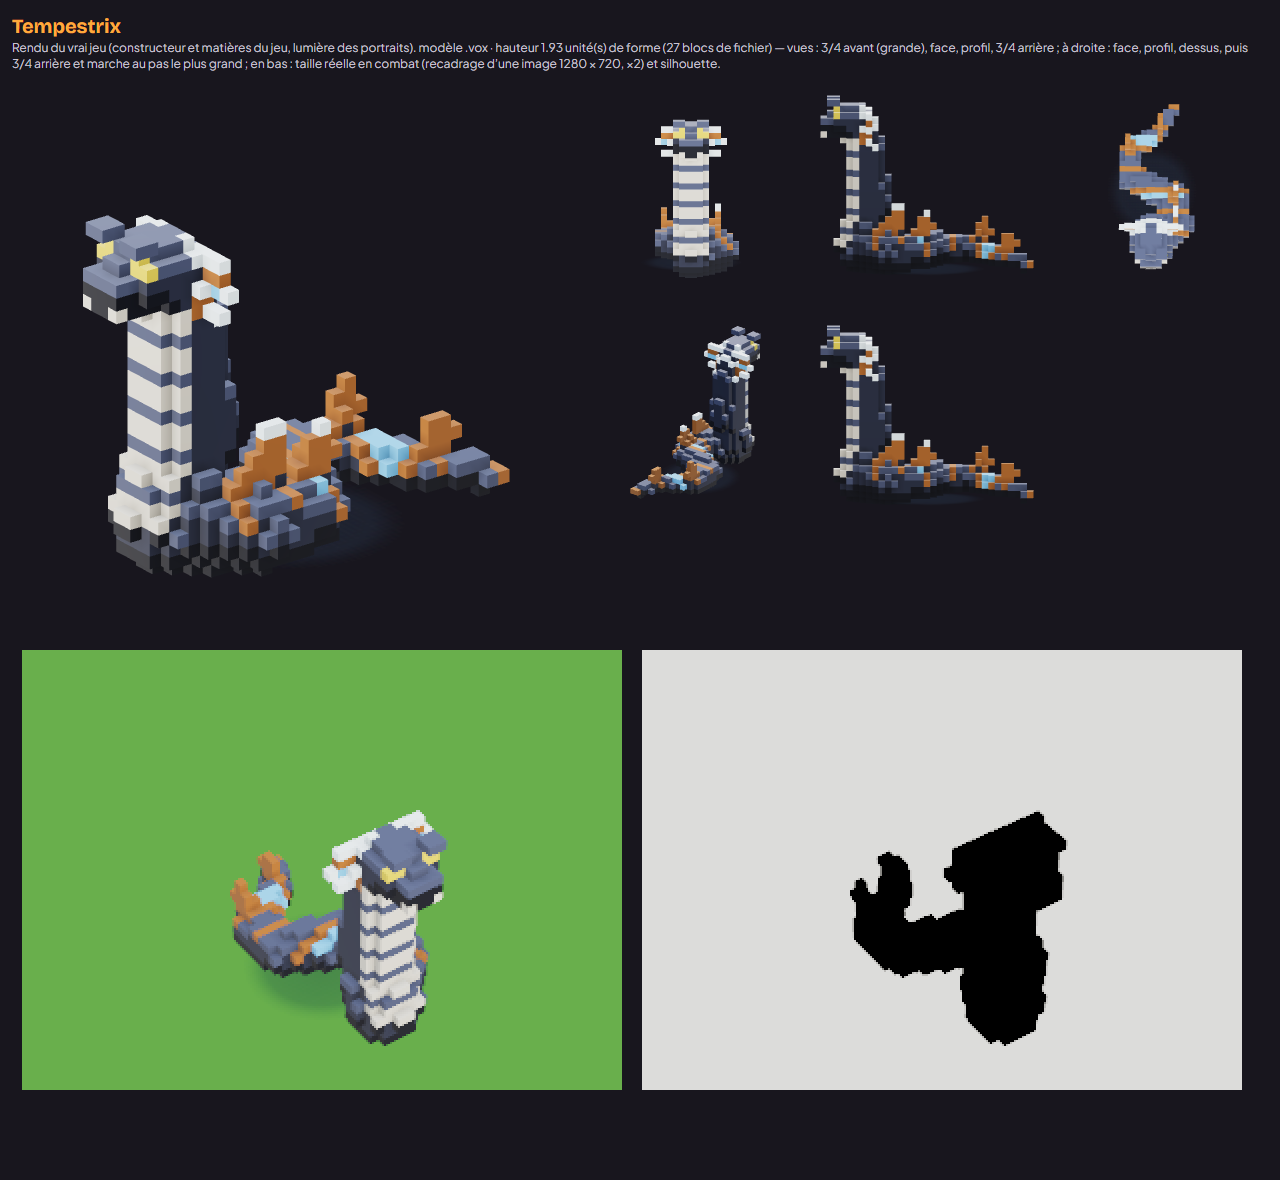 Tempestrix
Rendu du vrai jeu (constructeur et matières du jeu, lumière des portraits). modèle .vox · hauteur 1.93 unité(s) de forme (27 blocs de fichier) — vues : 3/4 avant (grande), face, profil, 3/4 arrière ; à droite : face, profil, dessus, puis
3/4 arrière et marche au pas le plus grand ; en bas : taille réelle en combat (recadrage d’une image 1280 × 720, ×2) et silhouette.